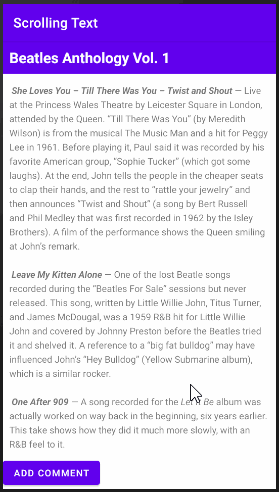 Scrolling Text
Beatles Anthology Vol. 1
She Loves You – Till There Was You – Twist and Shout — Live
at the Princess Wales Theatre by Leicester Square in London,
attended by the Queen. “Till There Was You” (by Meredith
Wilson) is from the musical The Music Man and a hit for Peggy
Lee in 1961. Before playing it, Paul said it was recorded by his
favorite American group, “Sophie Tucker” (which got some
laughs). At the end, John tells the people in the cheaper seats
to clap their hands, and the rest to “rattle your jewelry” and
then announces “Twist and Shout” (a song by Bert Russell
and Phil Medley that was first recorded in 1962 by the Isley
Brothers). A film of the performance shows the Queen smiling
at John’s remark.
Leave My Kitten Alone — One of the lost Beatle songs
recorded during the “Beatles For Sale” sessions but never
released. This song, written by Little Willie John, Titus Turner,
and James McDougal, was a 1959 R&B hit for Little Willie
John and covered by Johnny Preston before the Beatles tried
it and shelved it. A reference to a “big fat bulldog” may have
influenced John’s “Hey Bulldog” (Yellow Submarine album),
which is a similar rocker.
One After 909 — A song recorded for the Let It Be album was
actually worked on way back in the beginning, six years earlier.
This take shows how they did it much more slowly, with an
R&B feel to it.
ADD COMMENT